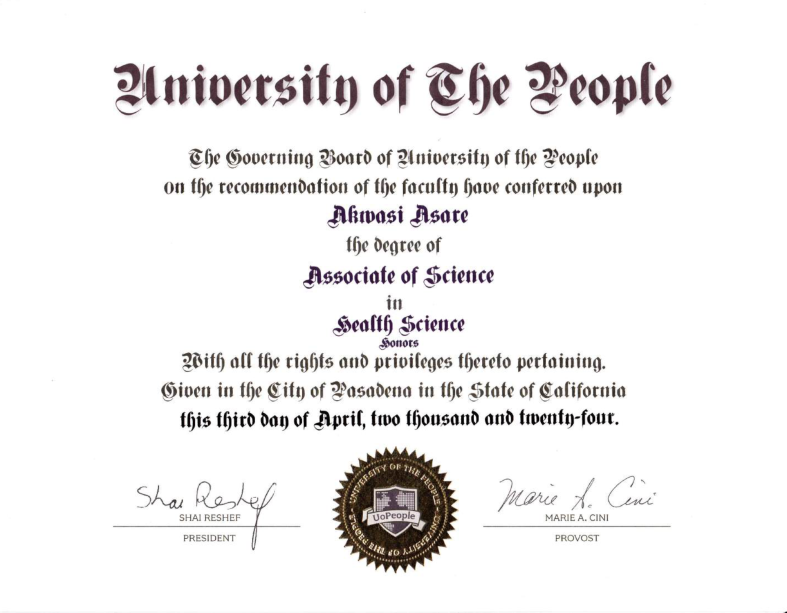 University of The People
The Governing Board of University of the People
on the recommendation of the faculty have conferred upon
Akwasi Asare
the degree of
Associate of Science
in
Health Science
Honors
With all the rights and privileges thereto pertaining.
Given in the City of Pasadena in the State of California
this third day of April, two thousand and twenty-four.
Shai Reshef
SHAI RESHEF
PRESIDENT
UNIVERSITY OF THE PEOPLE • UNIVERSITY OF THE PEOPLE •
UoPeople
Marie A. Cini
MARIE A. CINI
PROVOST